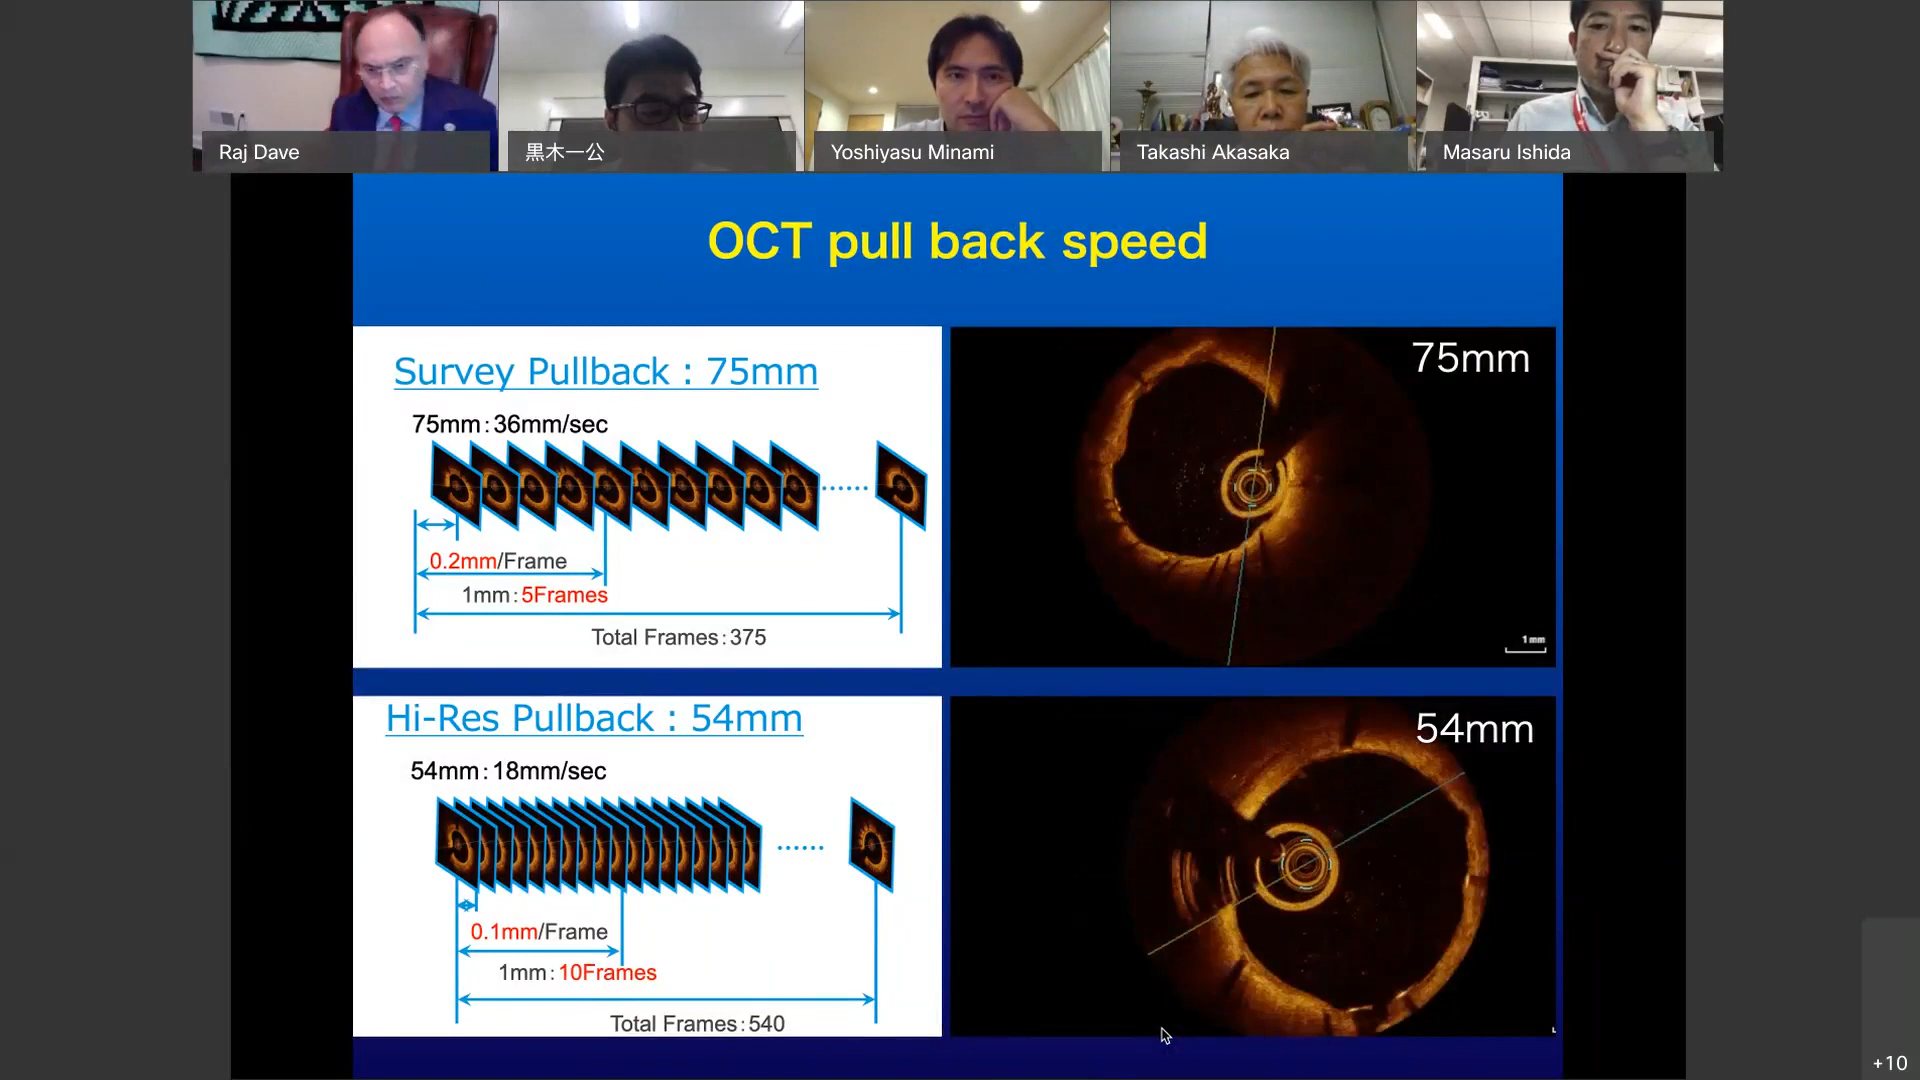 Raj Dave
黒木一公
Yoshiyasu Minami
Takashi Akasaka
Masaru Ishida
OCT pull back speed
Survey Pullback : 75mm
75mm : 36mm/sec
0.2mm/Frame
1mm : 5Frames
Total Frames : 375
75mm
1 mm
Hi-Res Pullback : 54mm
54mm : 18mm/sec
0.1mm/Frame
1mm : 10Frames
Total Frames : 540
54mm
+10